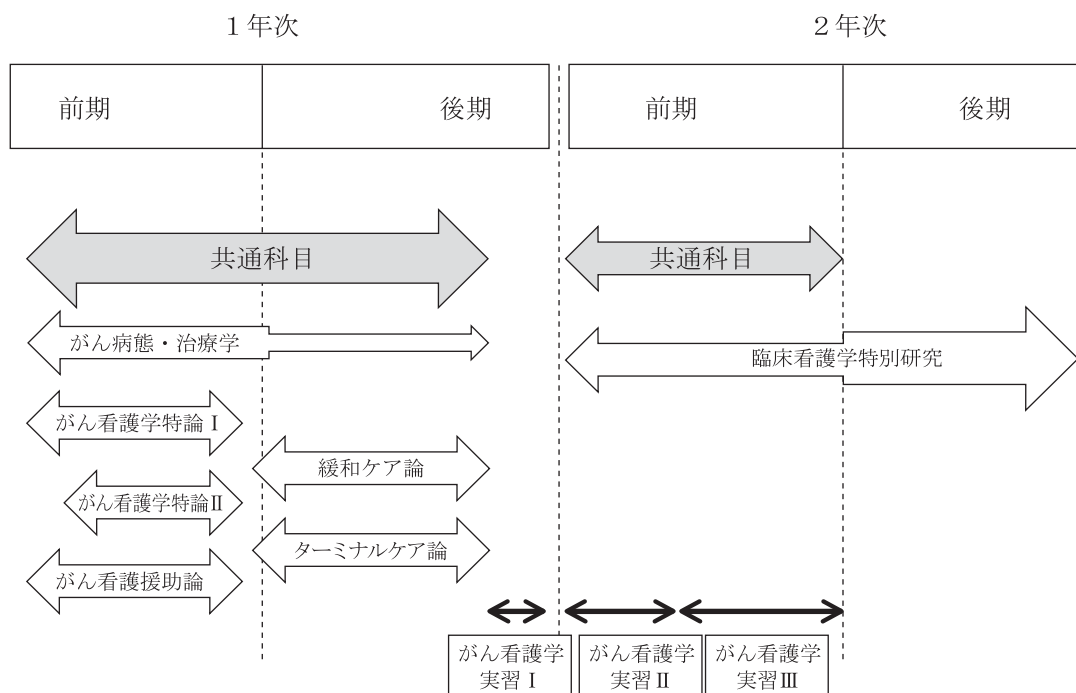 1年次
2年次
前期
後期
前期
後期
共通科目
共通科目
がん病態・治療学
臨床看護学特別研究
がん看護学特論Ⅰ
緩和ケア論
がん看護学特論Ⅱ
ターミナルケア論
がん看護援助論
がん看護学
実習Ⅰ
がん看護学
実習Ⅱ
がん看護学
実習Ⅲ